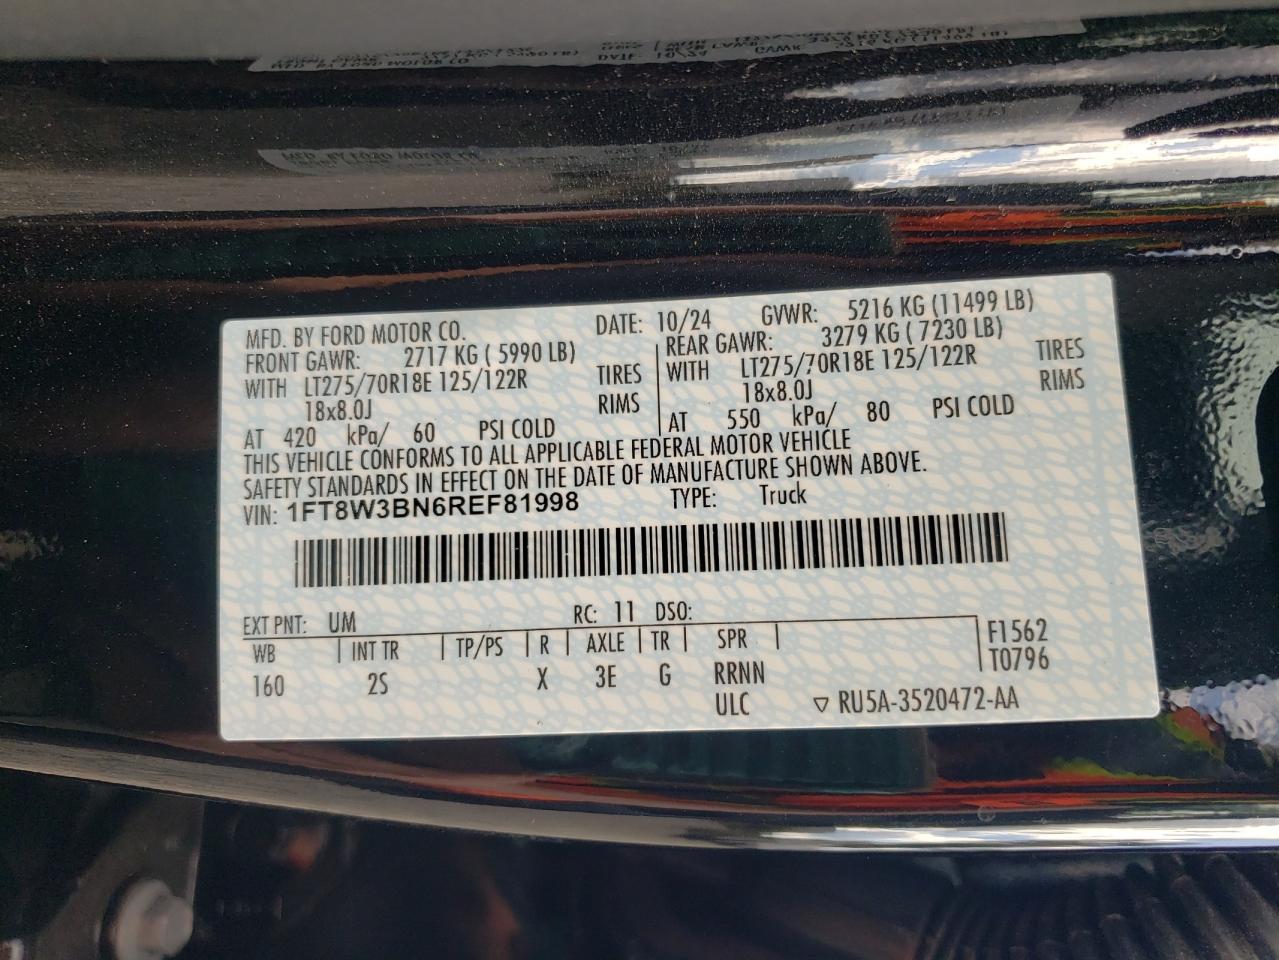 MFD. BY FORD MOTOR CO. DATE: 10/24 GVWR: 5216 KG (11499 LB)
FRONT GAWR: 2717 KG ( 5990 LB) REAR GAWR: 3279 KG ( 7230 LB)
WITH LT275/70R18E 125/122R TIRES WITH LT275/70R18E 125/122R TIRES
18x8.0J RIMS 18x8.0J RIMS
AT 420 kPa/ 60 PSI COLD AT 550 kPa/ 80 PSI COLD
THIS VEHICLE CONFORMS TO ALL APPLICABLE FEDERAL MOTOR VEHICLE
SAFETY STANDARDS IN EFFECT ON THE DATE OF MANUFACTURE SHOWN ABOVE.
VIN: 1FT8W3BN6REF81998 TYPE: Truck
EXT PNT: UM RC: 11 DSO:
WB INT TR TP/PS R AXLE TR SPR F1562
160 2S X 3E G RRNN T0796
ULC ▽ RU5A-3520472-AA